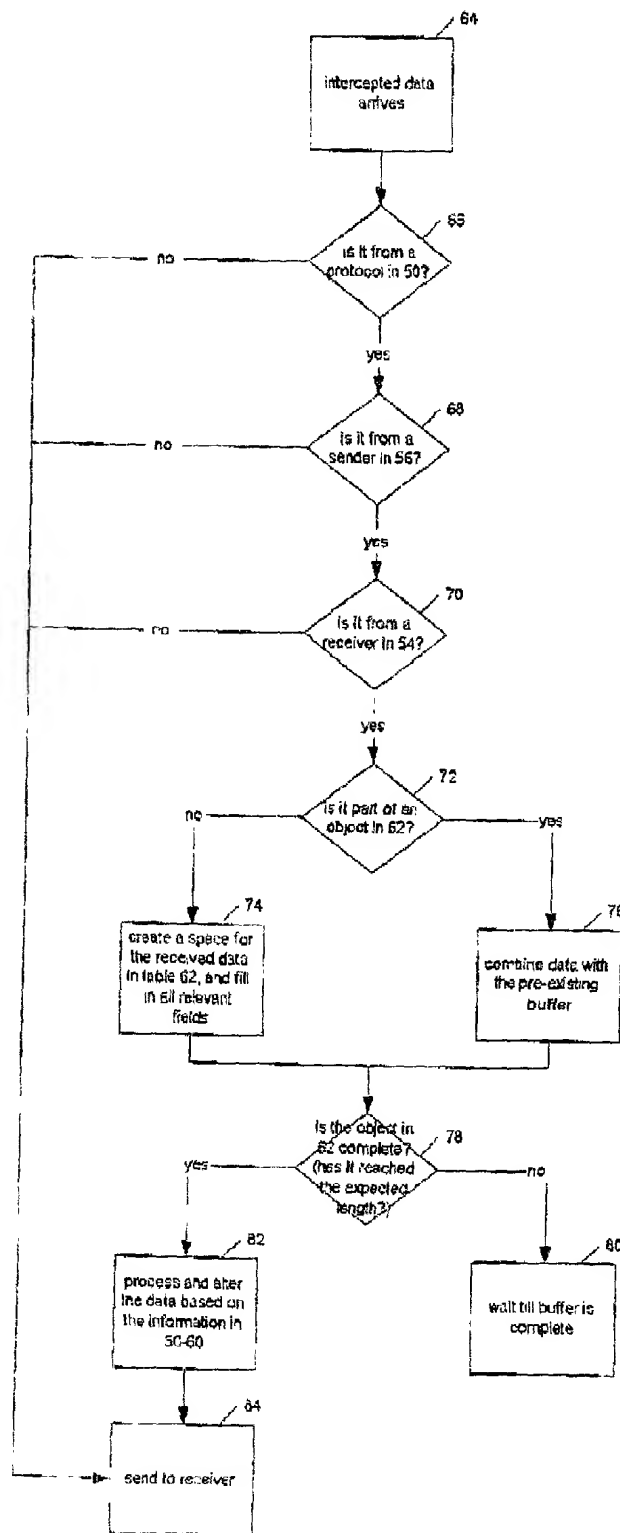 64
intercepted data
arrives
66
Is it from a
protocol in 50?
no
yes
68
Is it from a
sender in 56?
no
yes
70
Is it from a
receiver in 54?
no
yes
72
Is it part of an
object in 62?
no
yes
74
create a space for
the received data
in table 62, and fill
in all relevant
fields
76
combine data with
the pre-existing
buffer
78
Is the object in
62 complete?
(has it reached
the expected
length?)
yes
no
82
process and alter
the data based on
the information in
50-60
80
wait till buffer is
complete
84
send to receiver